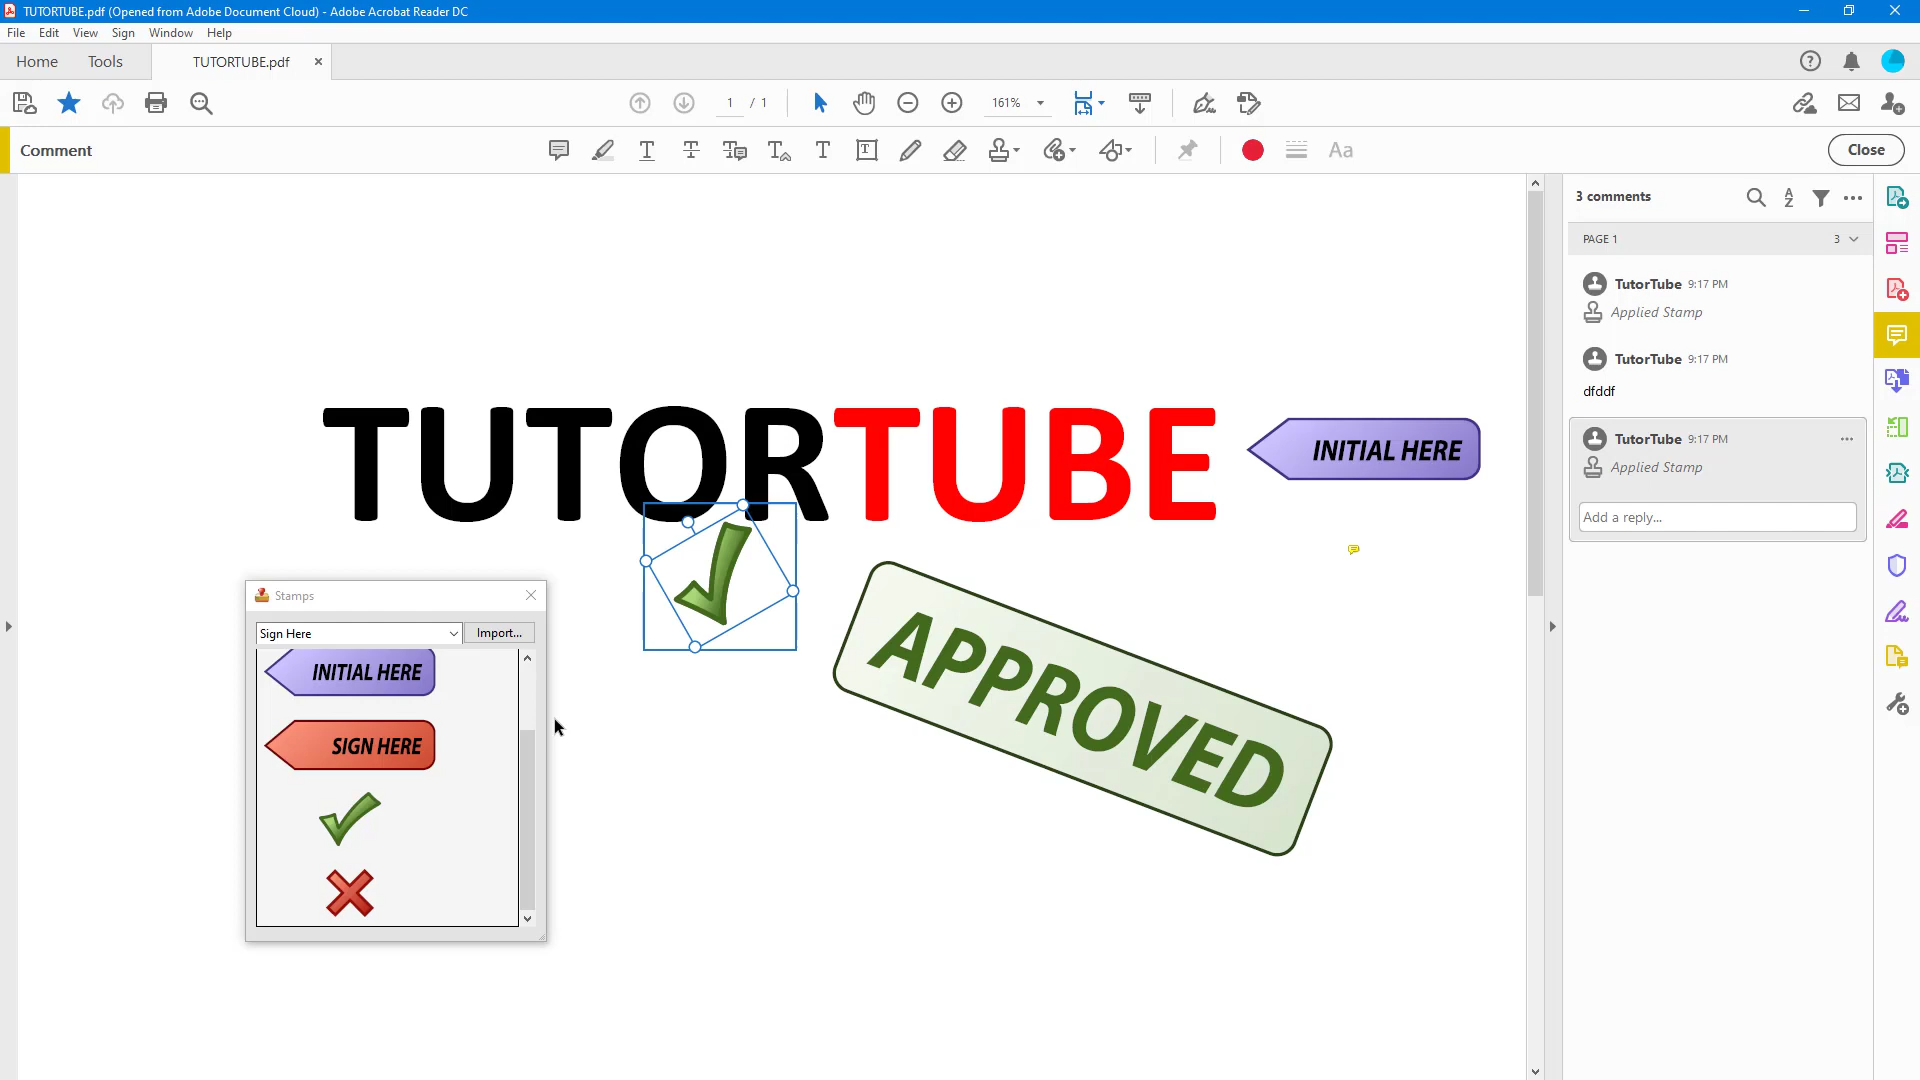 TUTORTUBE.pdf (Opened from Adobe Document Cloud) - Adobe Acrobat Reader DC
File Edit View Sign Window Help
Home Tools TUTORTUBE.pdf
1 / 1 161%
Comment Aa Close
3 comments
PAGE 1 3
TutorTube 9:17 PM
Applied Stamp
TutorTube 9:17 PM
dfddf
TutorTube 9:17 PM
Applied Stamp
Add a reply...
TUTORTUBE
INITIAL HERE
APPROVED
Stamps
Sign Here Import...
INITIAL HERE
SIGN HERE